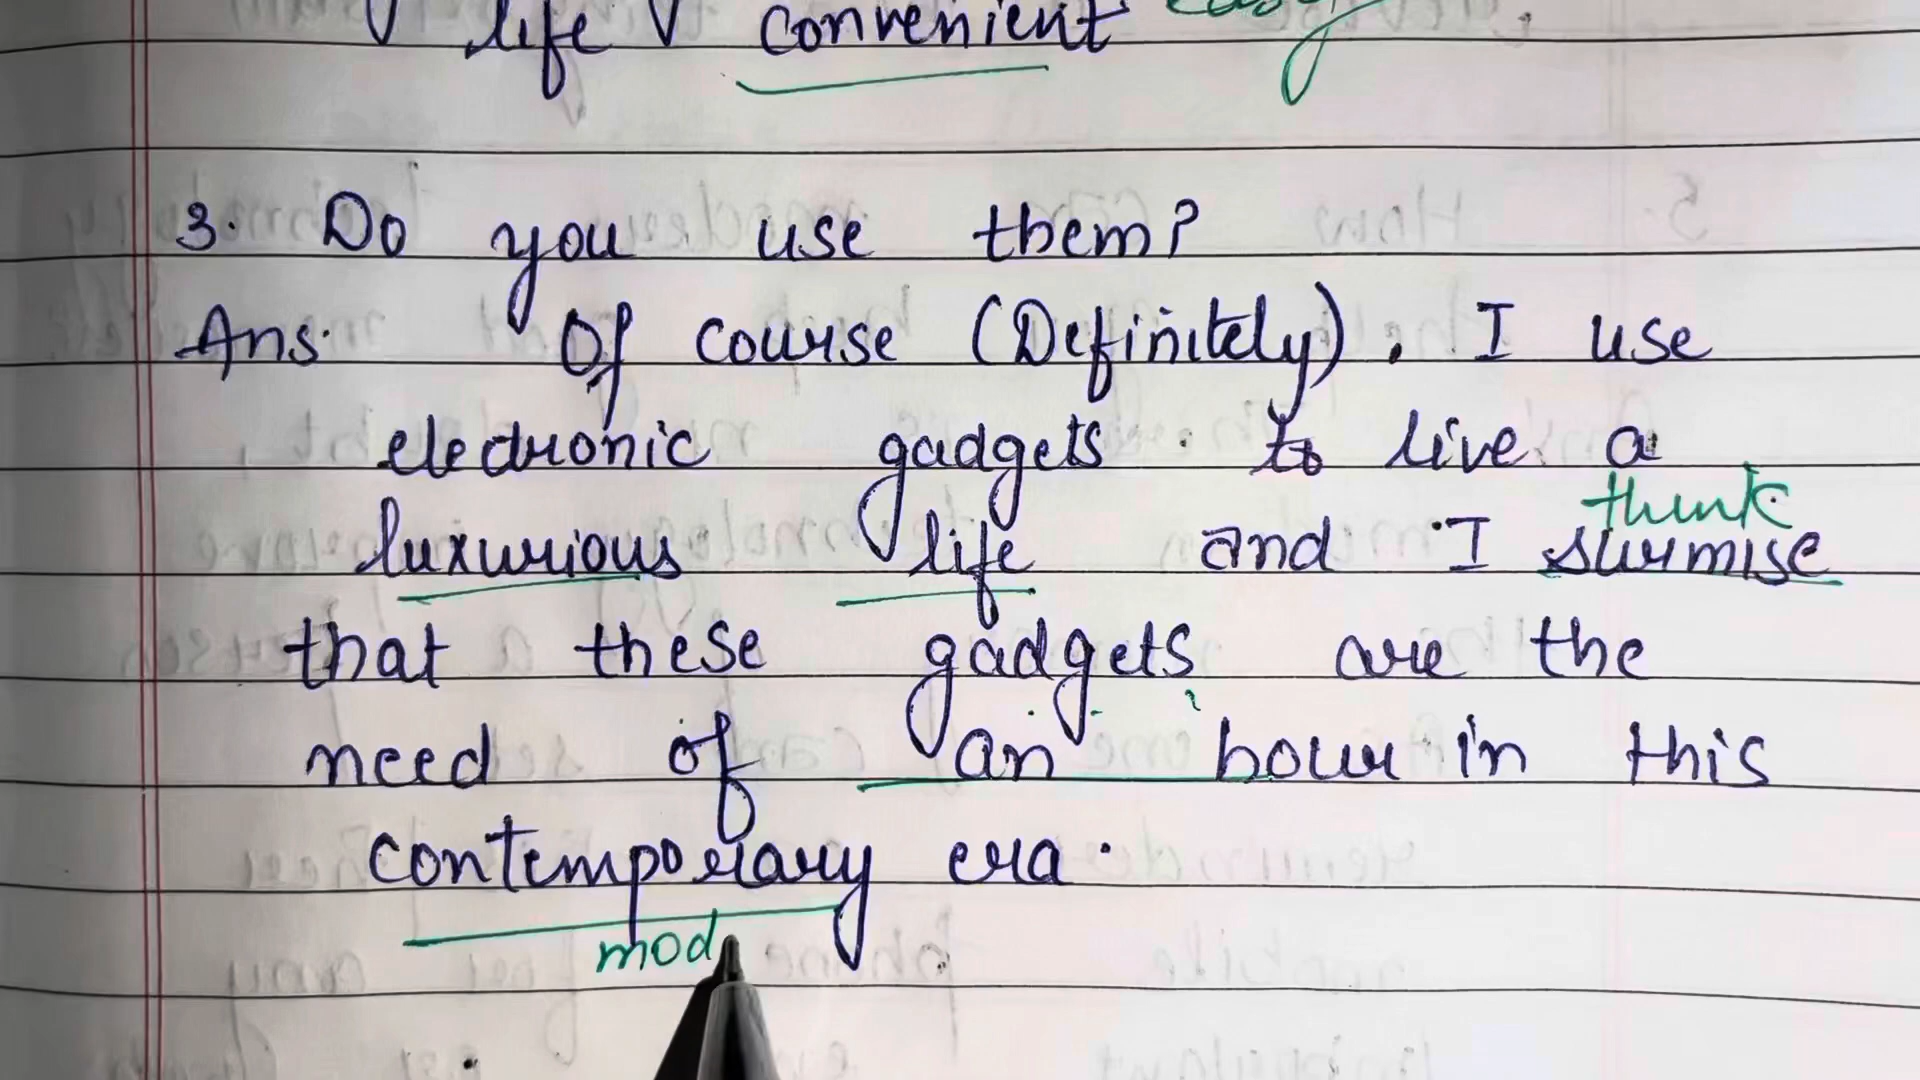 life convenient easy
3. Do you use them?
Ans. Of course (Definitely). I use
electronic gadgets to live a
think
luxurious life and I surmise
that these gadgets are the
need of an hour in this
contemporary era.
mod